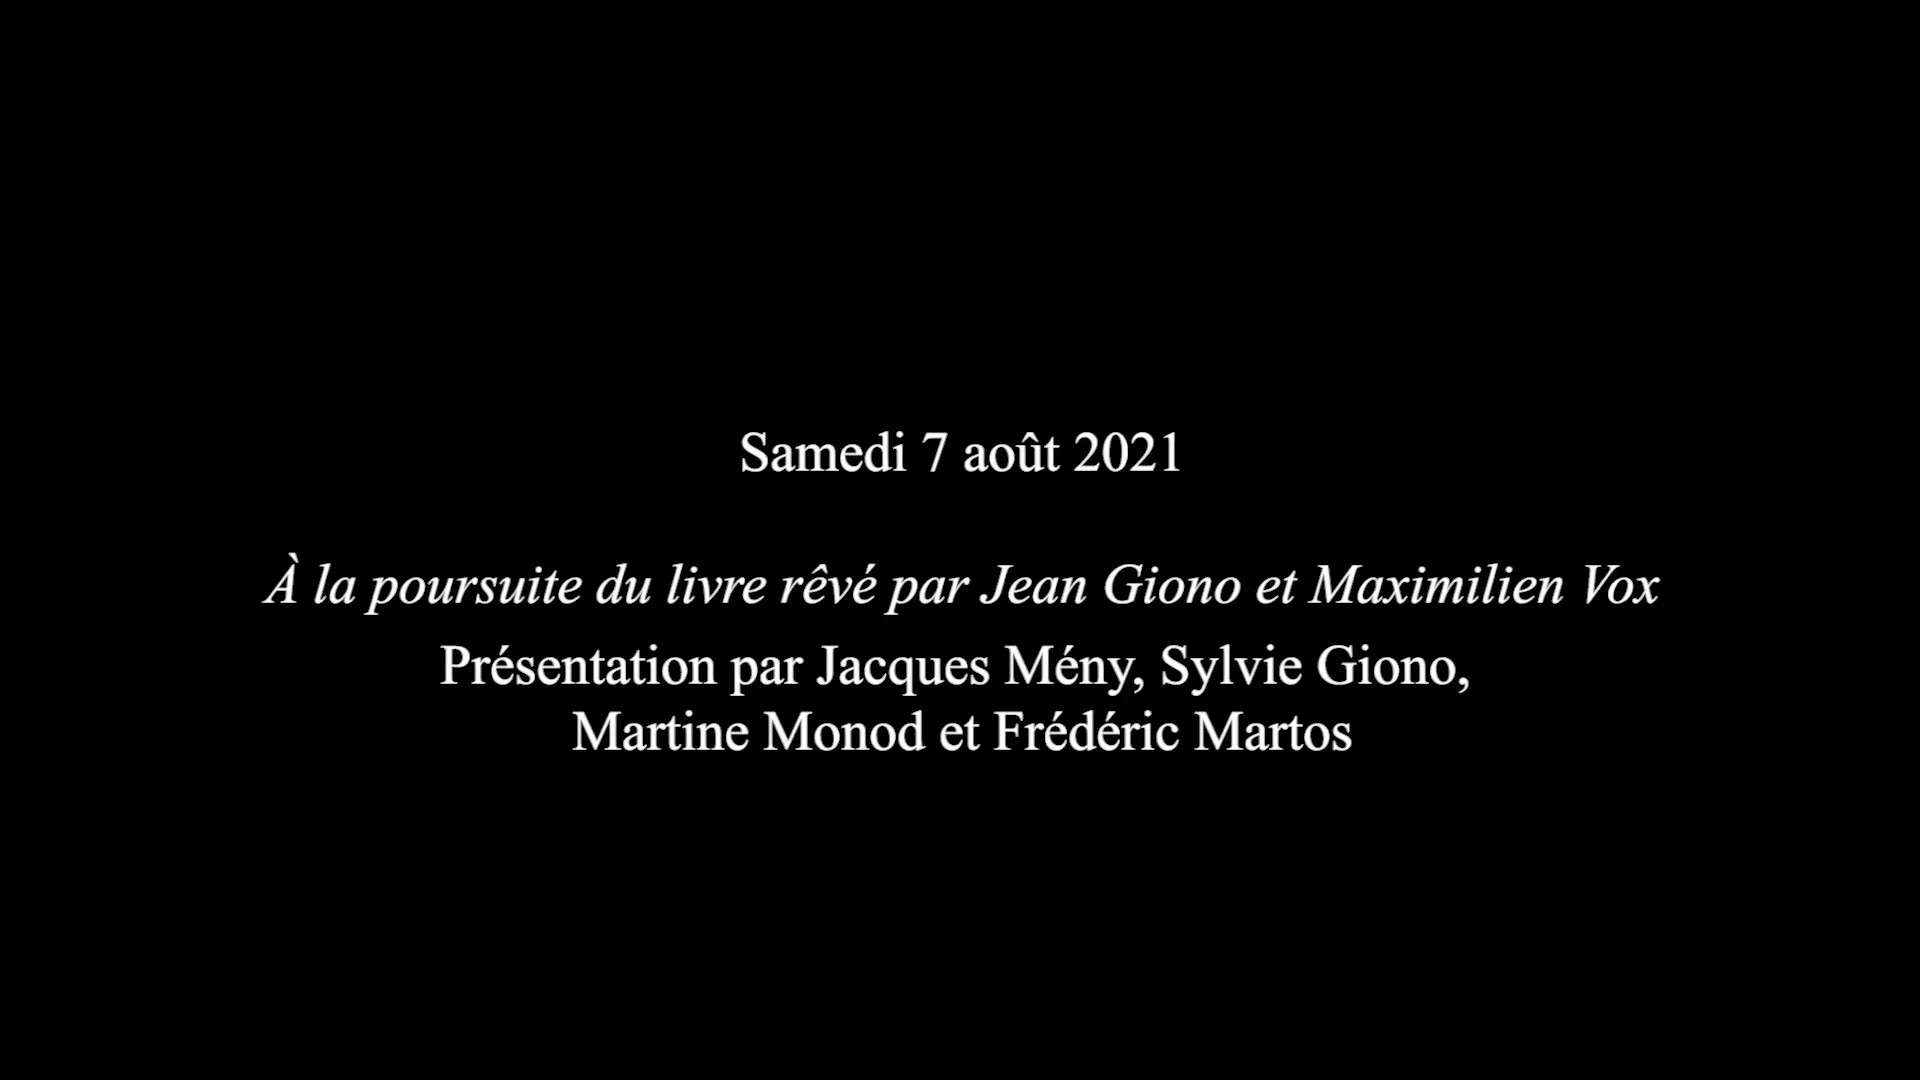 Samedi 7 août 2021
À la poursuite du livre rêvé par Jean Giono et Maximilien Vox
Présentation par Jacques Mény, Sylvie Giono,
Martine Monod et Frédéric Martos